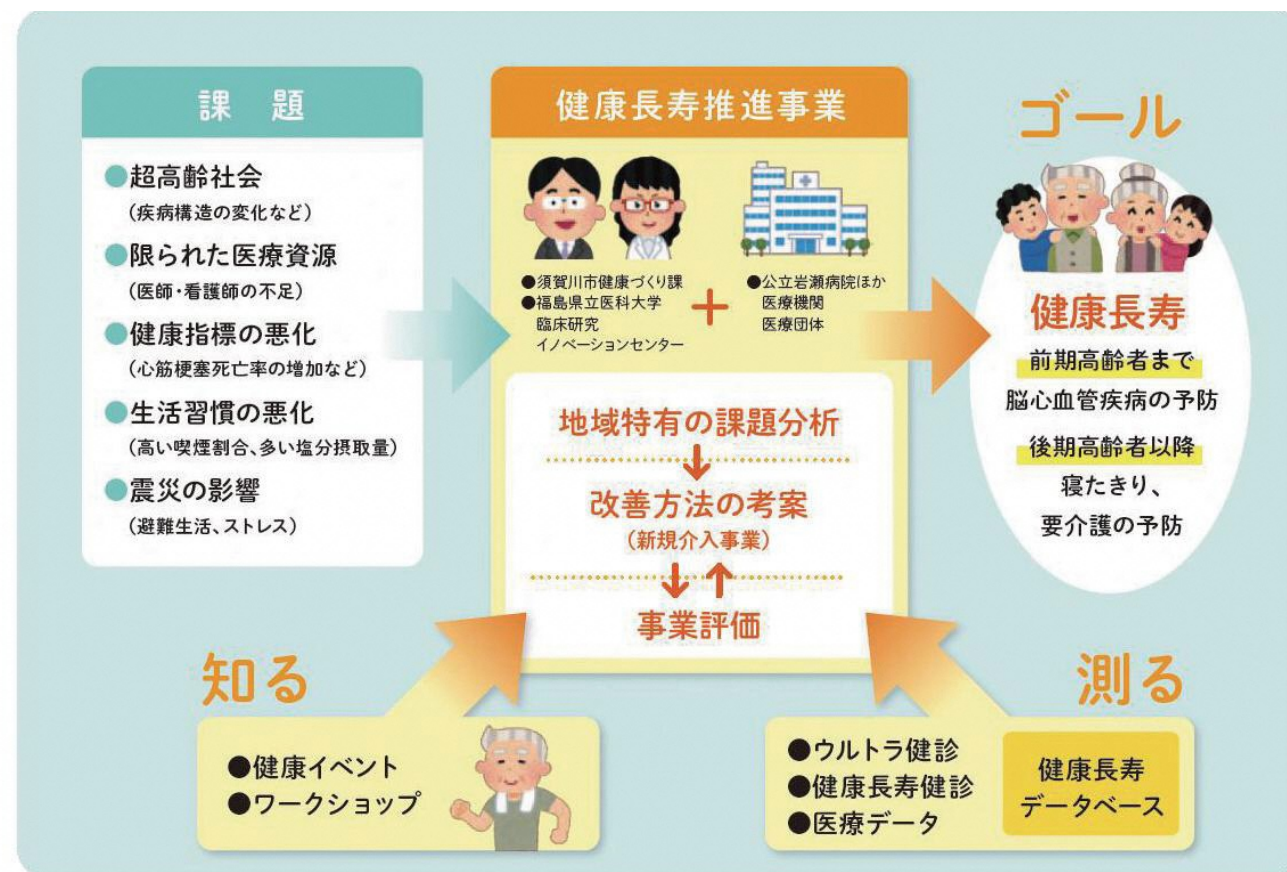 課 題
●超高齢社会
(疾病構造の変化など)
●限られた医療資源
(医師・看護師の不足)
●健康指標の悪化
(心筋梗塞死亡率の増加など)
●生活習慣の悪化
(高い喫煙割合、多い塩分摂取量)
●震災の影響
(避難生活、ストレス)
健康長寿推進事業
●須賀川市健康づくり課
●福島県立医科大学
臨床研究
イノベーションセンター
+
●公立岩瀬病院ほか
医療機関
医療団体
地域特有の課題分析
改善方法の考案
(新規介入事業)
事業評価
ゴール
健康長寿
前期高齢者まで
脳心血管疾病の予防
後期高齢者以降
寝たきり、
要介護の予防
知る
●健康イベント
●ワークショップ
測る
●ウルトラ健診
●健康長寿健診
●医療データ
健康長寿
データベース